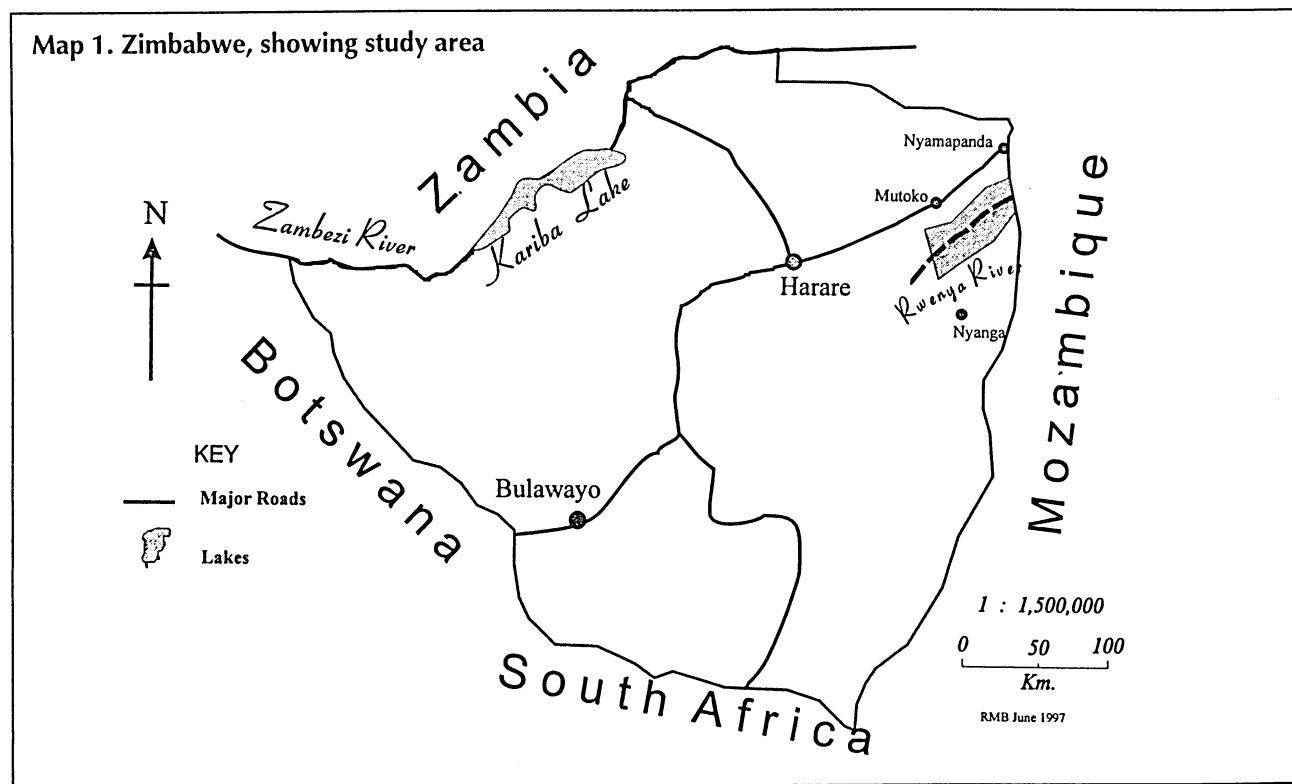 Map 1. Zimbabwe, showing study area
Zambia
Nyamapanda
Mutoko
N
Zambezi River
Kariba Lake
Harare
Rwenya River
Nyanga
Mozambique
Botswana
KEY
Major Roads
Lakes
Bulawayo
1 : 1,500,000
0 50 100
Km.
South Africa
RMB June 1997